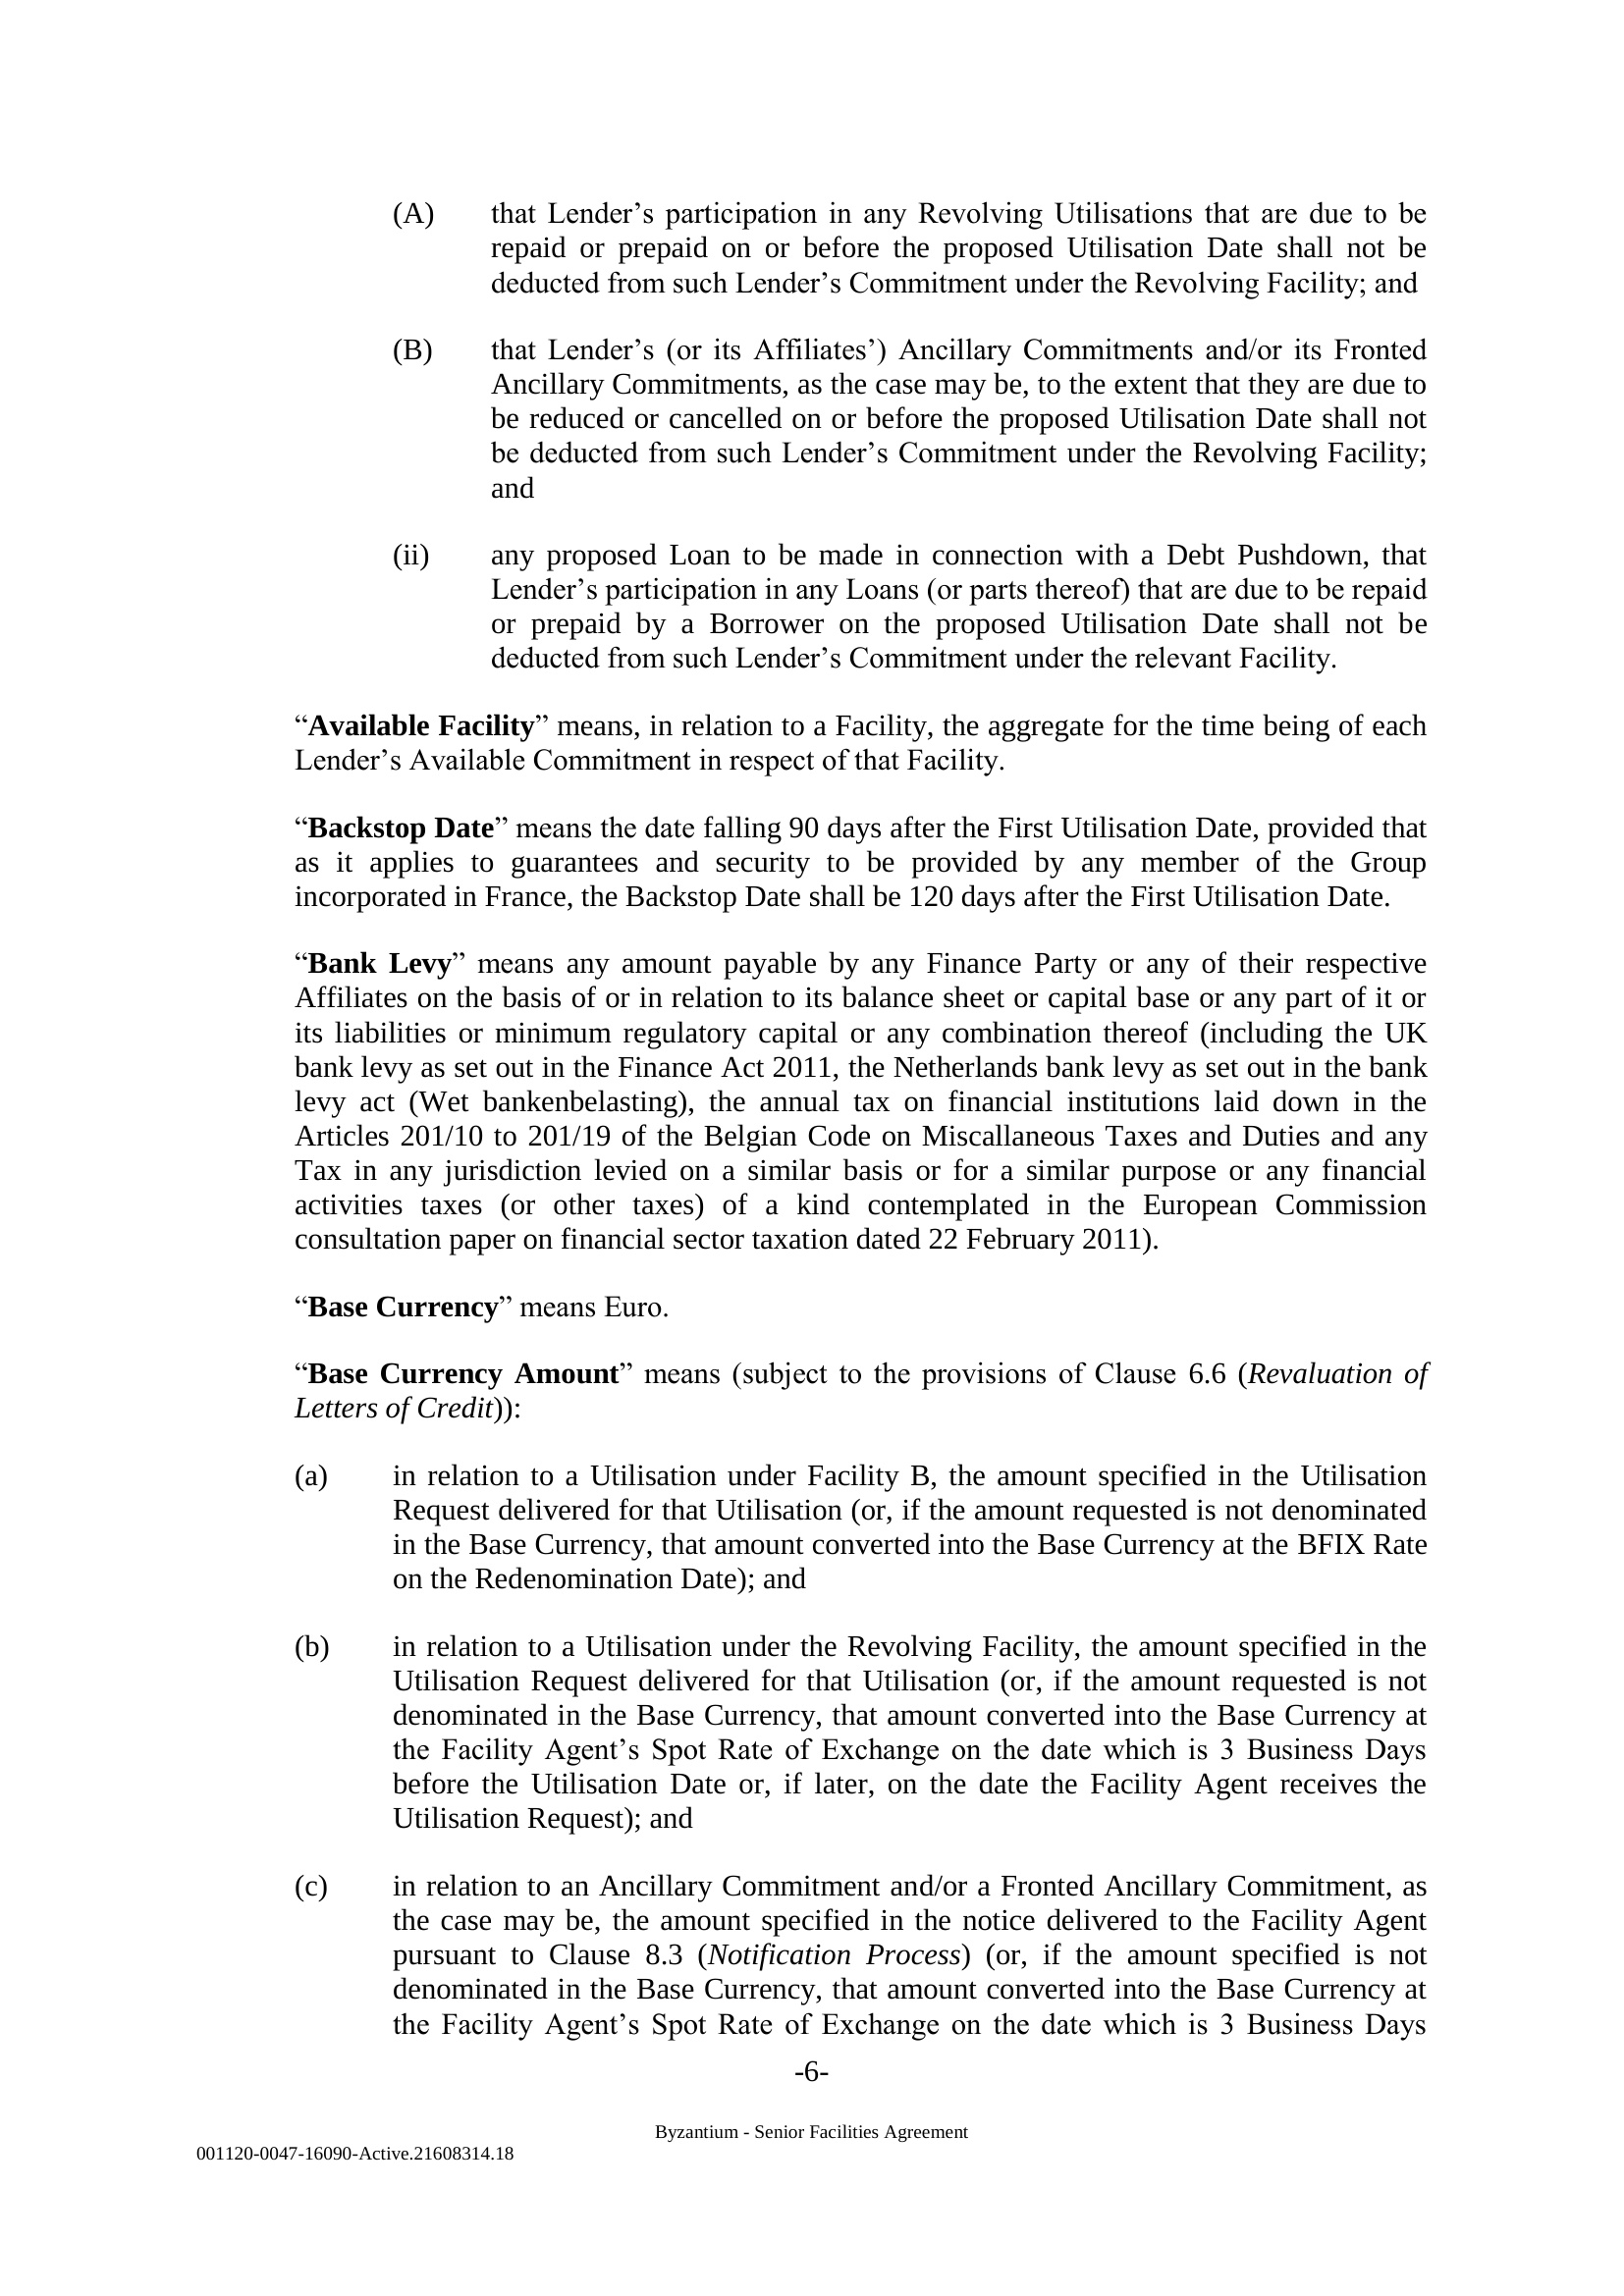 (A) that Lender’s participation in any Revolving Utilisations that are due to be
repaid or prepaid on or before the proposed Utilisation Date shall not be
deducted from such Lender’s Commitment under the Revolving Facility; and
(B) that Lender’s (or its Affiliates’) Ancillary Commitments and/or its Fronted
Ancillary Commitments, as the case may be, to the extent that they are due to
be reduced or cancelled on or before the proposed Utilisation Date shall not
be deducted from such Lender’s Commitment under the Revolving Facility;
and
(ii) any proposed Loan to be made in connection with a Debt Pushdown, that
Lender’s participation in any Loans (or parts thereof) that are due to be repaid
or prepaid by a Borrower on the proposed Utilisation Date shall not be
deducted from such Lender’s Commitment under the relevant Facility.
“Available Facility” means, in relation to a Facility, the aggregate for the time being of each
Lender’s Available Commitment in respect of that Facility.
“Backstop Date” means the date falling 90 days after the First Utilisation Date, provided that
as it applies to guarantees and security to be provided by any member of the Group
incorporated in France, the Backstop Date shall be 120 days after the First Utilisation Date.
“Bank Levy” means any amount payable by any Finance Party or any of their respective
Affiliates on the basis of or in relation to its balance sheet or capital base or any part of it or
its liabilities or minimum regulatory capital or any combination thereof (including the UK
bank levy as set out in the Finance Act 2011, the Netherlands bank levy as set out in the bank
levy act (Wet bankenbelasting), the annual tax on financial institutions laid down in the
Articles 201/10 to 201/19 of the Belgian Code on Miscallaneous Taxes and Duties and any
Tax in any jurisdiction levied on a similar basis or for a similar purpose or any financial
activities taxes (or other taxes) of a kind contemplated in the European Commission
consultation paper on financial sector taxation dated 22 February 2011).
“Base Currency” means Euro.
“Base Currency Amount” means (subject to the provisions of Clause 6.6 (Revaluation of
Letters of Credit)):
(a) in relation to a Utilisation under Facility B, the amount specified in the Utilisation
Request delivered for that Utilisation (or, if the amount requested is not denominated
in the Base Currency, that amount converted into the Base Currency at the BFIX Rate
on the Redenomination Date); and
(b) in relation to a Utilisation under the Revolving Facility, the amount specified in the
Utilisation Request delivered for that Utilisation (or, if the amount requested is not
denominated in the Base Currency, that amount converted into the Base Currency at
the Facility Agent’s Spot Rate of Exchange on the date which is 3 Business Days
before the Utilisation Date or, if later, on the date the Facility Agent receives the
Utilisation Request); and
(c) in relation to an Ancillary Commitment and/or a Fronted Ancillary Commitment, as
the case may be, the amount specified in the notice delivered to the Facility Agent
pursuant to Clause 8.3 (Notification Process) (or, if the amount specified is not
denominated in the Base Currency, that amount converted into the Base Currency at
the Facility Agent’s Spot Rate of Exchange on the date which is 3 Business Days
-6-
Byzantium - Senior Facilities Agreement
001120-0047-16090-Active.21608314.18